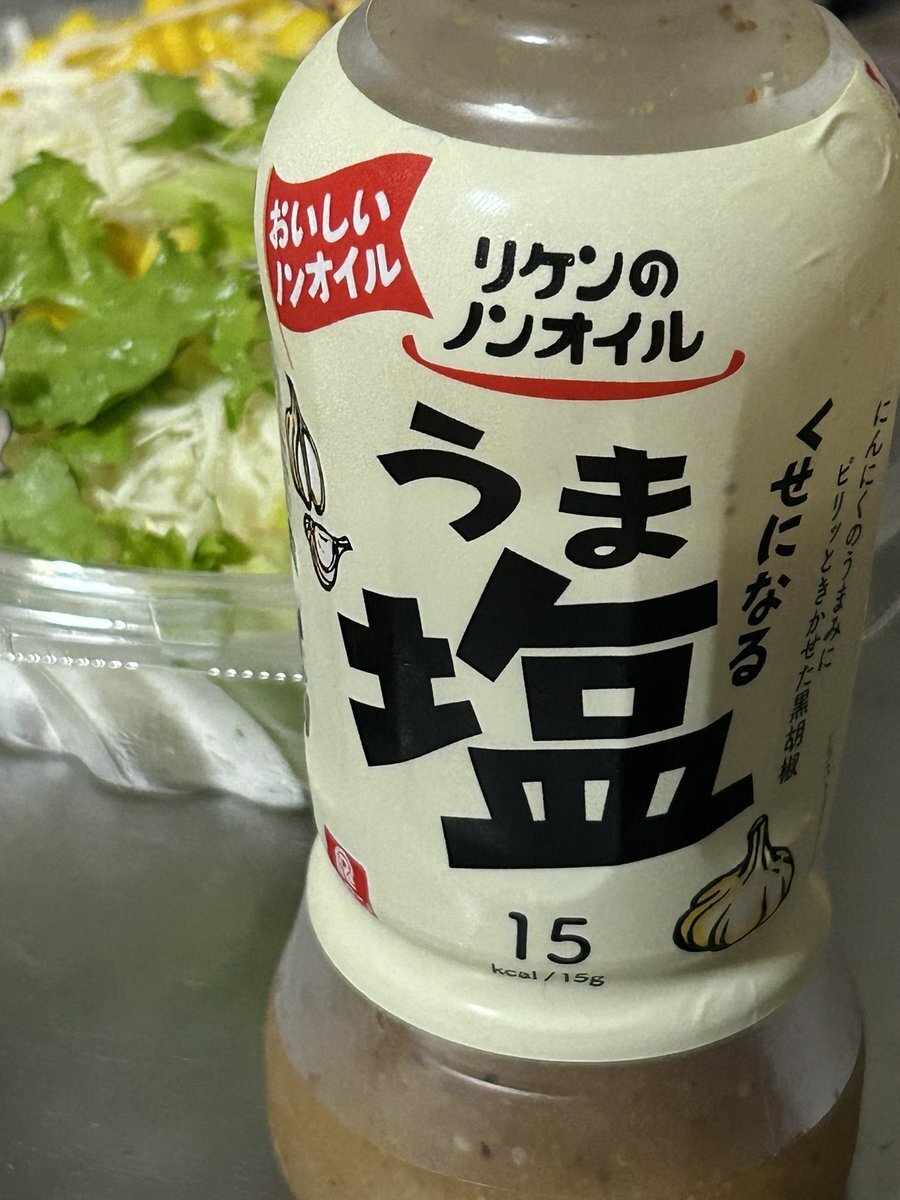 おいしい
ノンオイル
リケンの
ノンオイル
うま
塩
くせになる
にんにくのうまみに
ピリッときかせた黒胡椒
15
kcal / 15g